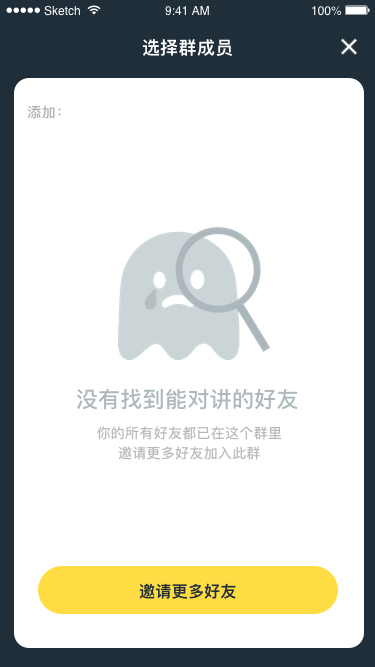 Sketch 9:41 AM 100%
选择群成员
添加:
没有找到能对讲的好友
你的所有好友都已在这个群里
邀请更多好友加入此群
邀请更多好友